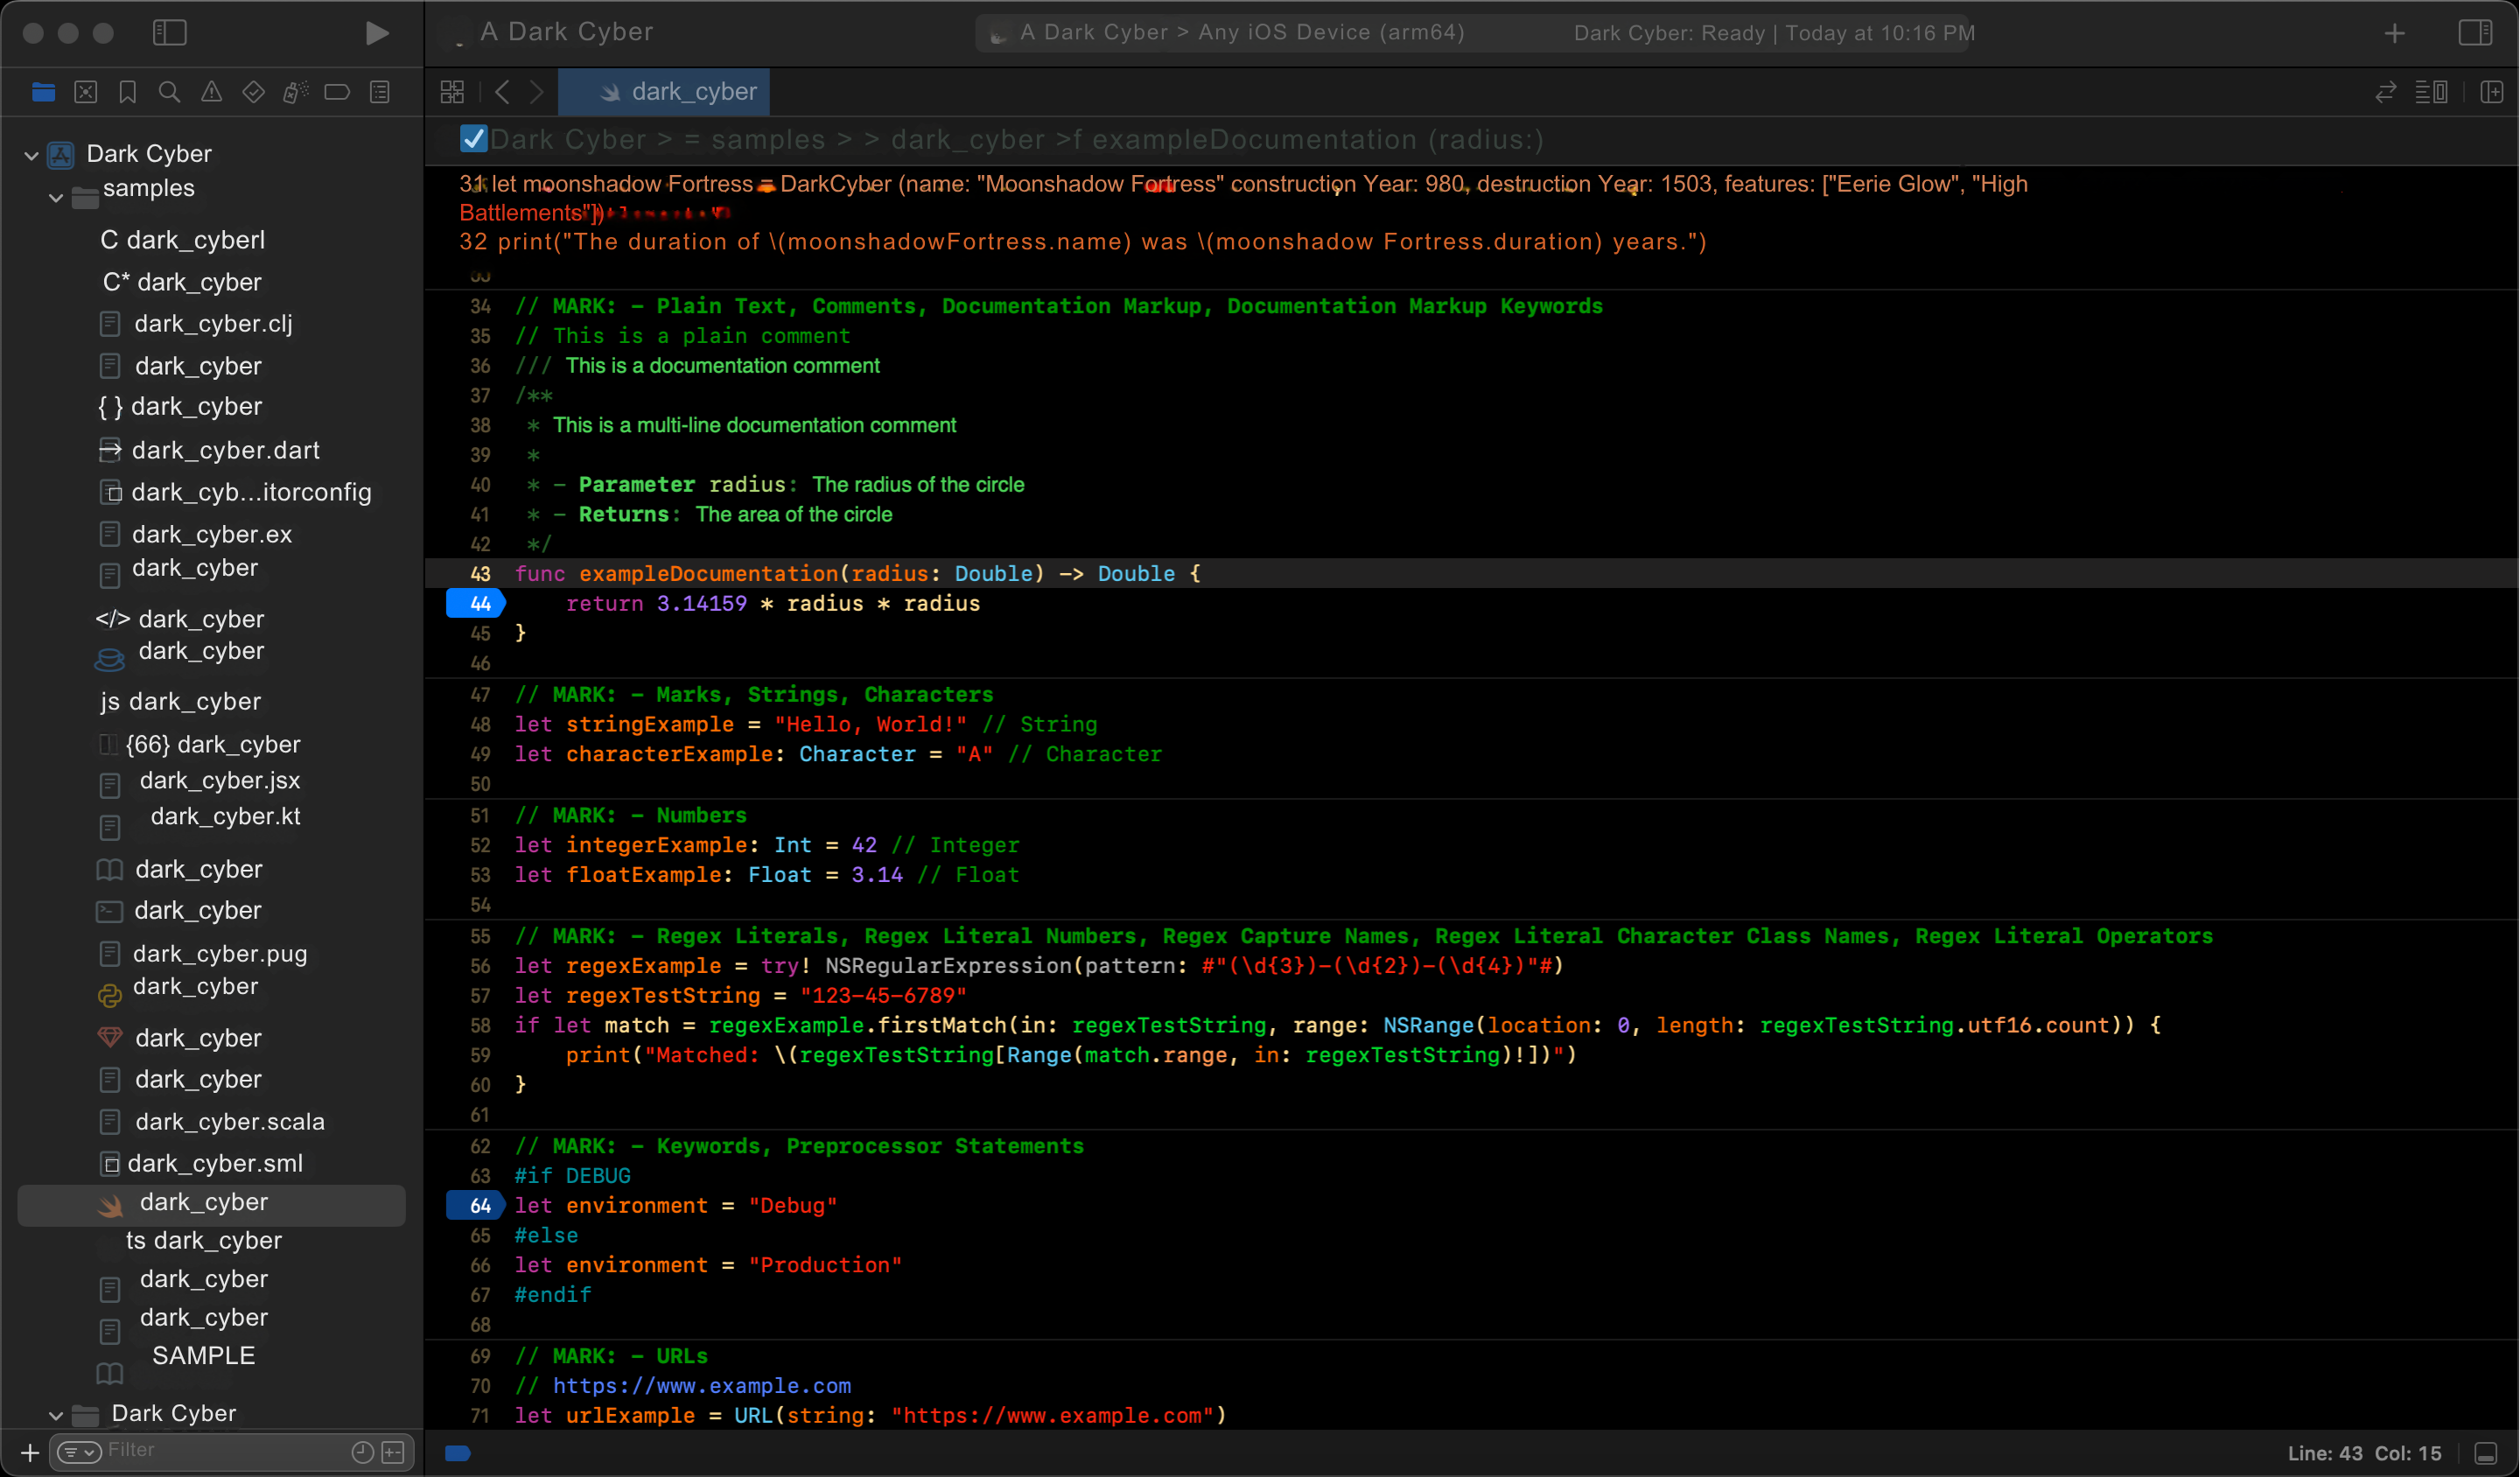 A Dark Cyber
A Dark Cyber > Any iOS Device (arm64)
Dark Cyber: Ready | Today at 10:16 PM
dark_cyber
Dark Cyber > = samples > > dark_cyber >f exampleDocumentation (radius:)
Dark Cyber
samples
C dark_cyberl
C* dark_cyber
dark_cyber.clj
dark_cyber
{ } dark_cyber
dark_cyber.dart
dark_cyb...itorconfig
dark_cyber.ex
dark_cyber
</> dark_cyber
dark_cyber
js dark_cyber
{66} dark_cyber
dark_cyber.jsx
dark_cyber.kt
dark_cyber
dark_cyber
dark_cyber.pug
dark_cyber
dark_cyber
dark_cyber
dark_cyber.scala
dark_cyber.sml
dark_cyber
ts dark_cyber
dark_cyber
dark_cyber
SAMPLE
Dark Cyber
Filter
31 let moonshadow Fortress = DarkCyber (name: "Moonshadow Fortress" construction Year: 980, destruction Year: 1503, features: ["Eerie Glow", "High
Battlements"])
32 print("The duration of \(moonshadowFortress.name) was \(moonshadow Fortress.duration) years.")
34 // MARK: - Plain Text, Comments, Documentation Markup, Documentation Markup Keywords
35 // This is a plain comment
36 /// This is a documentation comment
37 /**
38 * This is a multi-line documentation comment
39 *
40 * - Parameter radius: The radius of the circle
41 * - Returns: The area of the circle
42 */
43 func exampleDocumentation(radius: Double) -> Double {
44 return 3.14159 * radius * radius
45 }
46
47 // MARK: - Marks, Strings, Characters
48 let stringExample = "Hello, World!" // String
49 let characterExample: Character = "A" // Character
50
51 // MARK: - Numbers
52 let integerExample: Int = 42 // Integer
53 let floatExample: Float = 3.14 // Float
54
55 // MARK: - Regex Literals, Regex Literal Numbers, Regex Capture Names, Regex Literal Character Class Names, Regex Literal Operators
56 let regexExample = try! NSRegularExpression(pattern: #"(\d{3})-(\d{2})-(\d{4})"#)
57 let regexTestString = "123-45-6789"
58 if let match = regexExample.firstMatch(in: regexTestString, range: NSRange(location: 0, length: regexTestString.utf16.count)) {
59 print("Matched: \(regexTestString[Range(match.range, in: regexTestString)!])")
60 }
61
62 // MARK: - Keywords, Preprocessor Statements
63 #if DEBUG
64 let environment = "Debug"
65 #else
66 let environment = "Production"
67 #endif
68
69 // MARK: - URLs
70 // https://www.example.com
71 let urlExample = URL(string: "https://www.example.com")
Line: 43 Col: 15